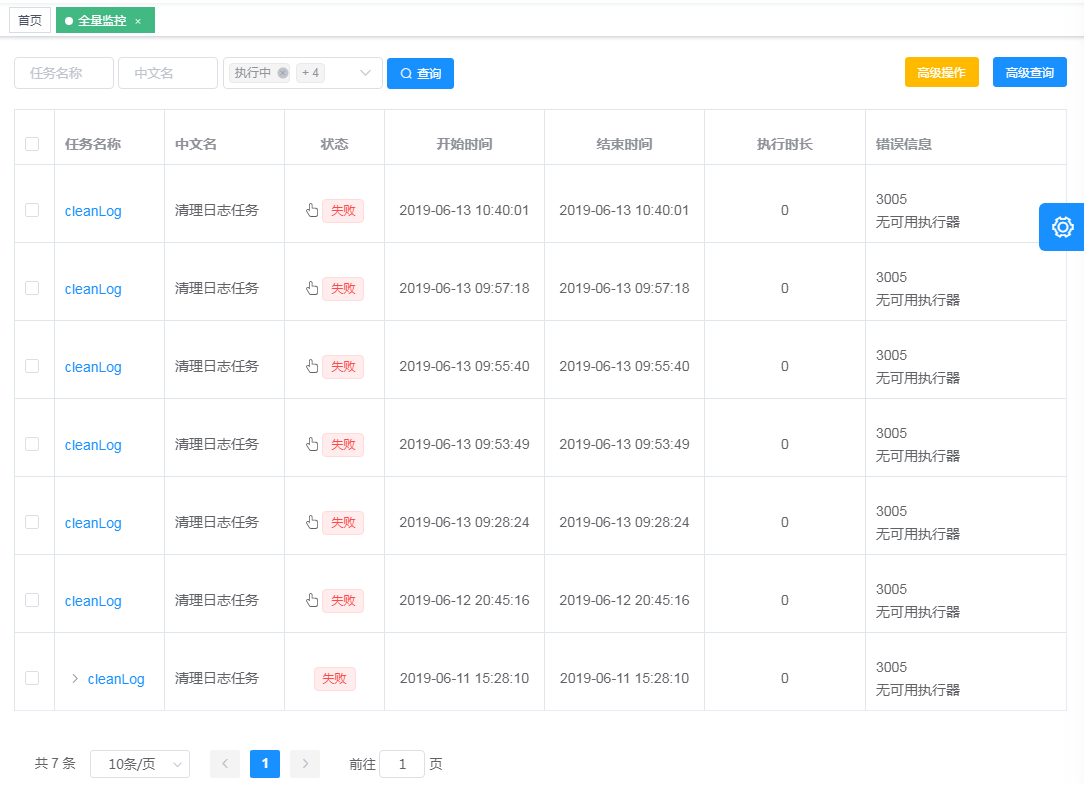 首页 全量监控 ×
任务名称 中文名 执行中 + 4 查询 高级操作 高级查询
任务名称 中文名 状态 开始时间 结束时间 执行时长 错误信息
cleanLog 清理日志任务 失败 2019-06-13 10:40:01 2019-06-13 10:40:01 0 3005
无可用执行器
cleanLog 清理日志任务 失败 2019-06-13 09:57:18 2019-06-13 09:57:18 0 3005
无可用执行器
cleanLog 清理日志任务 失败 2019-06-13 09:55:40 2019-06-13 09:55:40 0 3005
无可用执行器
cleanLog 清理日志任务 失败 2019-06-13 09:53:49 2019-06-13 09:53:49 0 3005
无可用执行器
cleanLog 清理日志任务 失败 2019-06-13 09:28:24 2019-06-13 09:28:24 0 3005
无可用执行器
cleanLog 清理日志任务 失败 2019-06-12 20:45:16 2019-06-12 20:45:16 0 3005
无可用执行器
cleanLog 清理日志任务 失败 2019-06-11 15:28:10 2019-06-11 15:28:10 0 3005
无可用执行器
共 7 条 10条/页 1 前往 1 页